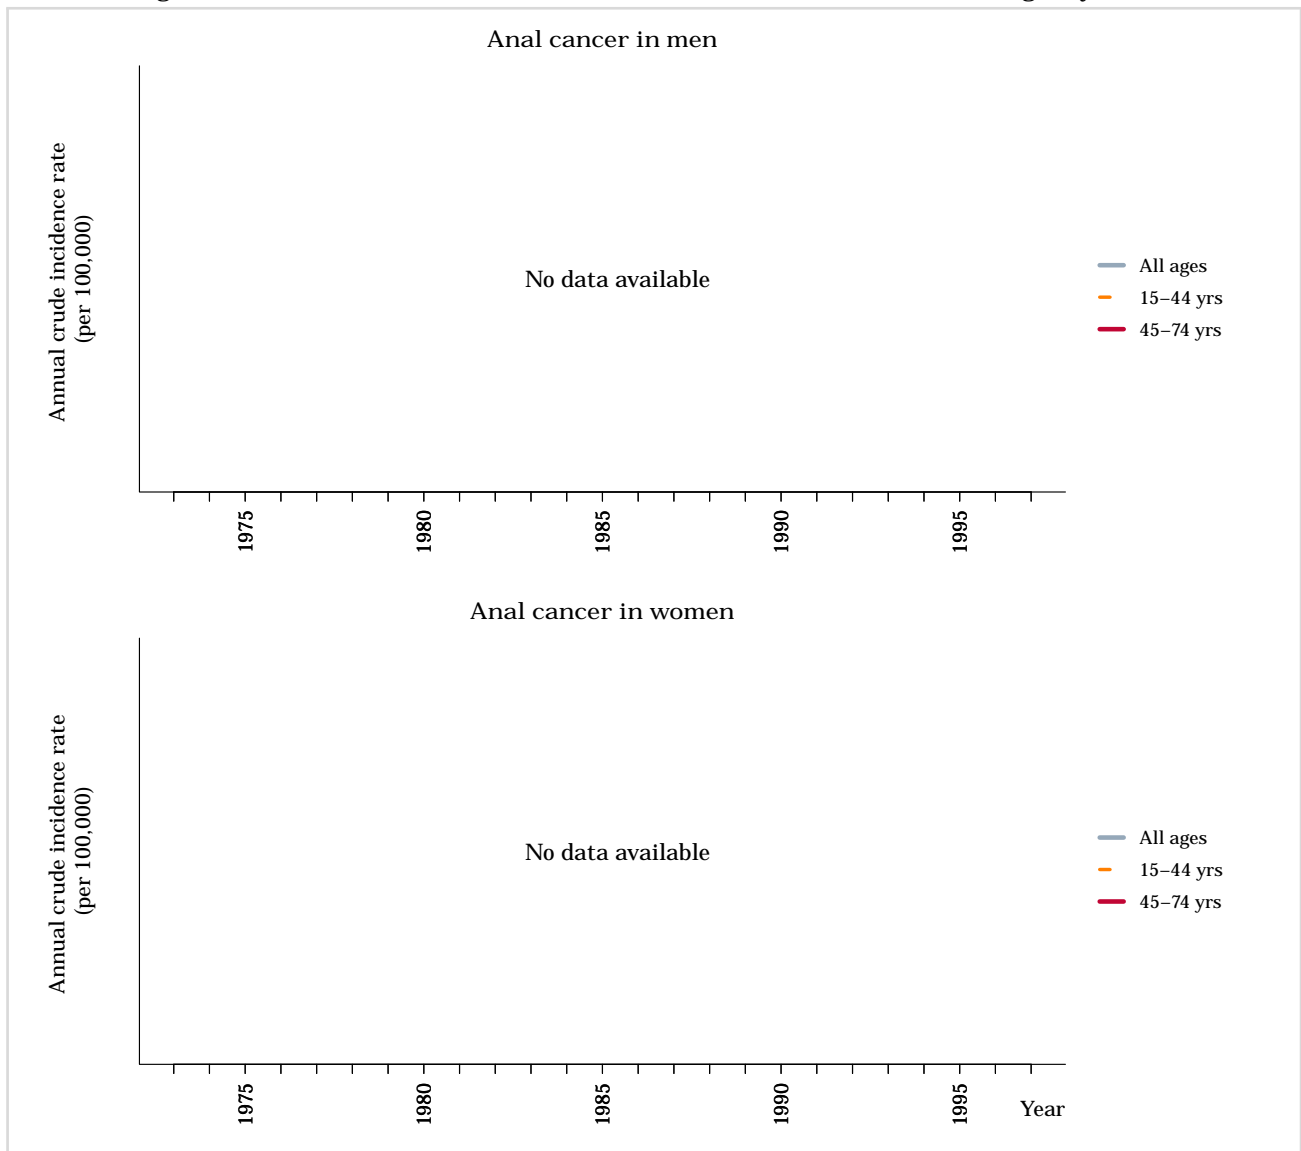 Anal cancer in men
Annual crude incidence rate
(per 100,000)
No data available
All ages
15–44 yrs
45–74 yrs
1975
1980
1985
1990
1995
Anal cancer in women
Annual crude incidence rate
(per 100,000)
No data available
All ages
15–44 yrs
45–74 yrs
1975
1980
1985
1990
1995
Year